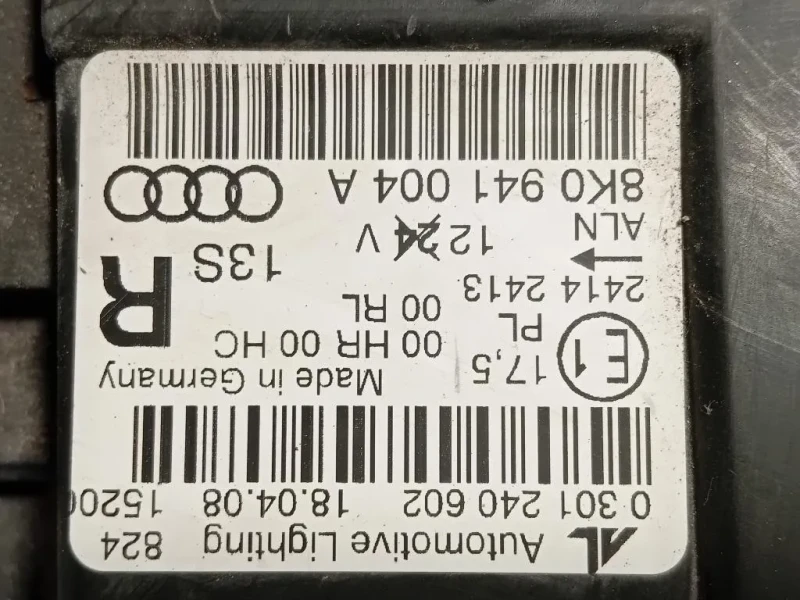 AL Automotive Lighting 824
0 301 240 602 18.04.08
E1 17,5 Made in Germany
PL 00 HR 00 HC
2414 2413 00 RL R
ALN 12 24 V 13S
8K0 941 004 A